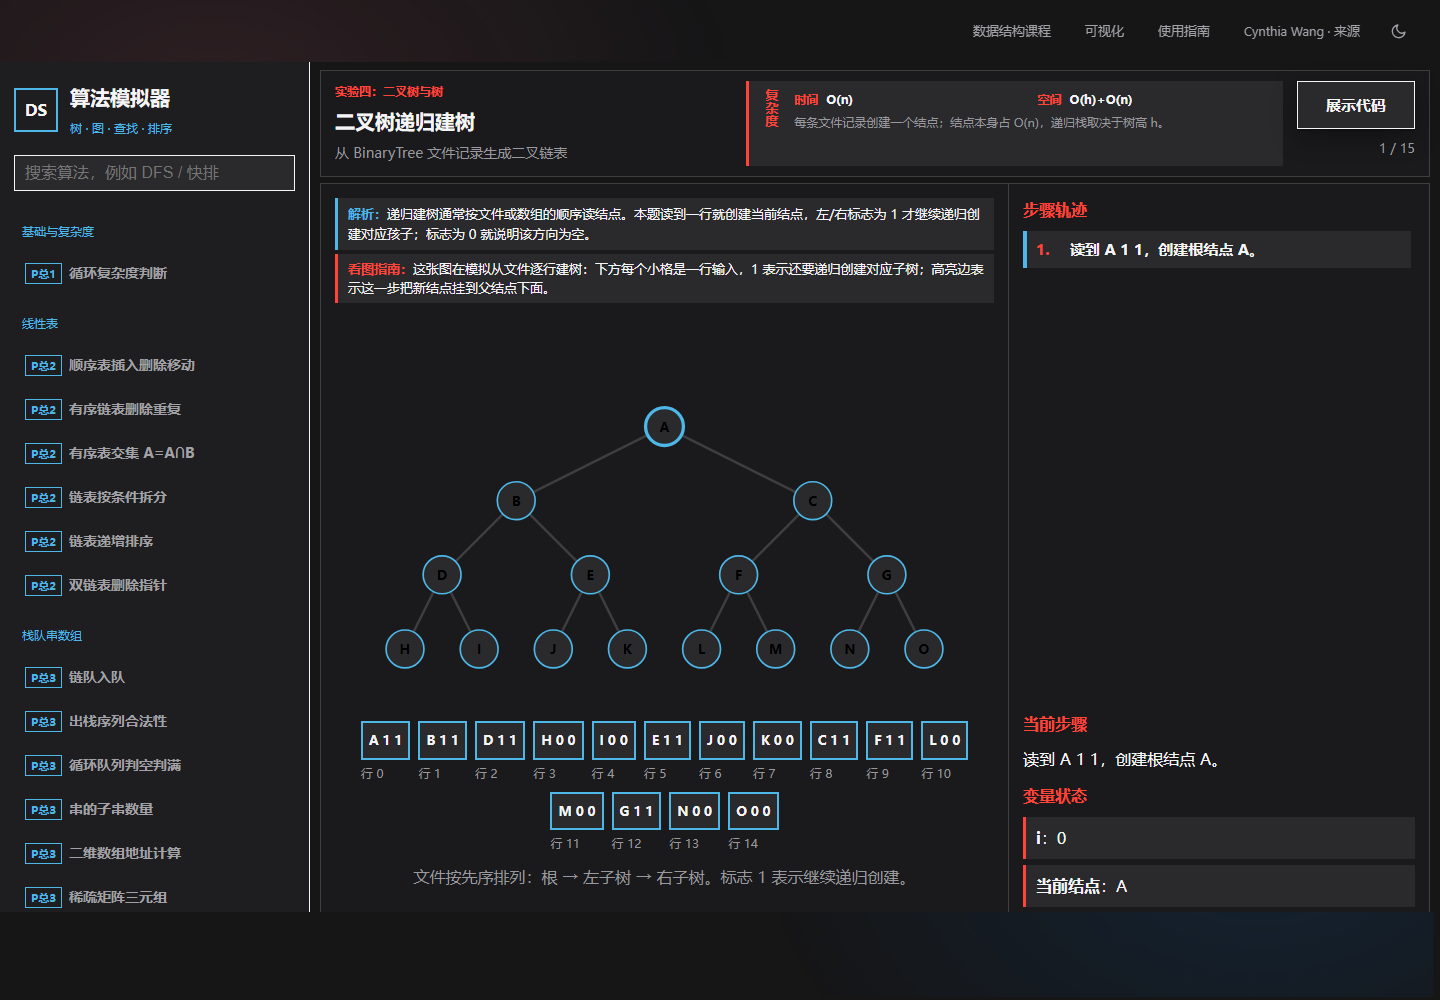 数据结构课程 可视化 使用指南 Cynthia Wang · 来源
DS
算法模拟器
树 · 图 · 查找 · 排序
搜索算法，例如 DFS / 快排
基础与复杂度
P总1 循环复杂度判断
线性表
P总2 顺序表插入删除移动
P总2 有序链表删除重复
P总2 有序表交集 A=A∩B
P总2 链表按条件拆分
P总2 链表递增排序
P总2 双链表删除指针
栈队串数组
P总3 链队入队
P总3 出栈序列合法性
P总3 循环队列判空判满
P总3 串的子串数量
P总3 二维数组地址计算
P总3 稀疏矩阵三元组
实验四：二叉树与树
二叉树递归建树
从 BinaryTree 文件记录生成二叉链表
复杂度
时间 O(n) 空间 O(h)+O(n)
每条文件记录创建一个结点；结点本身占 O(n)，递归栈取决于树高 h。
展示代码
1 / 15
解析：递归建树通常按文件或数组的顺序读结点。本题读到一行就创建当前结点，左/右标志为 1 才继续递归创
建对应孩子；标志为 0 就说明该方向为空。
看图指南：这张图在模拟从文件逐行建树：下方每个小格是一行输入，1 表示还要递归创建对应子树；高亮边表
示这一步把新结点挂到父结点下面。
A
B C
D E F G
H I J K L M N O
A 1 1 B 1 1 D 1 1 H 0 0 I 0 0 E 1 1 J 0 0 K 0 0 C 1 1 F 1 1 L 0 0
行 0 行 1 行 2 行 3 行 4 行 5 行 6 行 7 行 8 行 9 行 10
M 0 0 G 1 1 N 0 0 O 0 0
行 11 行 12 行 13 行 14
文件按先序排列：根 → 左子树 → 右子树。标志 1 表示继续递归创建。
步骤轨迹
1. 读到 A 1 1，创建根结点 A。
当前步骤
读到 A 1 1，创建根结点 A。
变量状态
i：0
当前结点：A